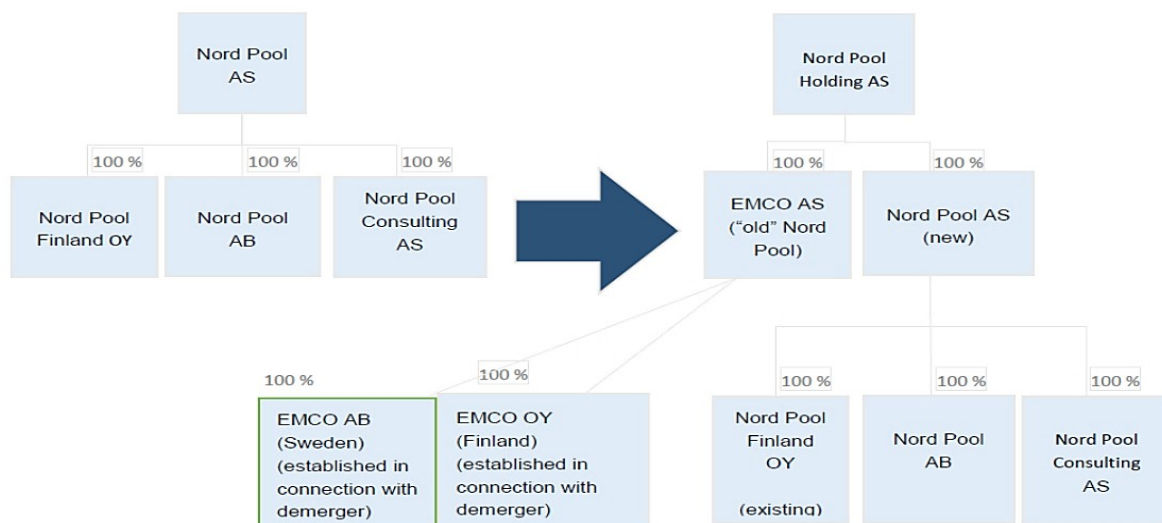 Nord Pool
AS
100 %
100 %
100 %
Nord Pool
Finland OY
Nord Pool
AB
Nord Pool
Consulting
AS
Nord Pool
Holding AS
100 %
100 %
EMCO AS
("old" Nord
Pool)
Nord Pool AS
(new)
100 %
100 %
EMCO AB
(Sweden)
(established in
connection with
demerger)
EMCO OY
(Finland)
(established in
connection with
demerger)
100 %
100 %
100 %
Nord Pool
Finland
OY
(existing)
Nord Pool
AB
Nord Pool
Consulting
AS